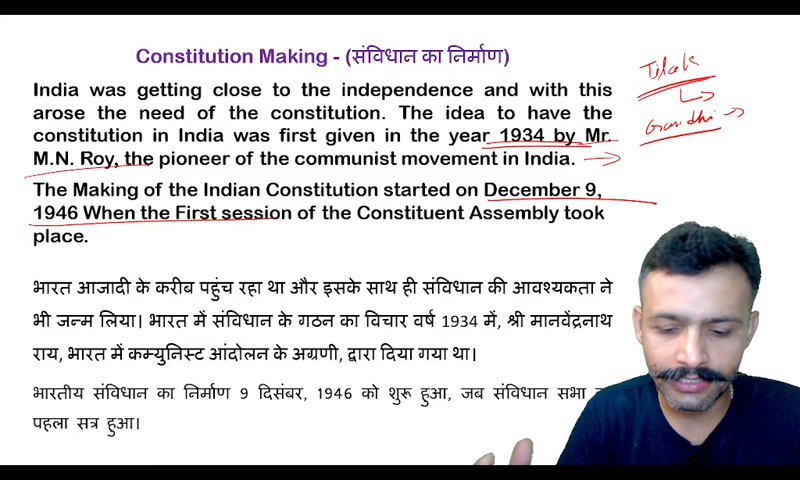 Constitution Making - (संविधान का निर्माण)
India was getting close to the independence and with this
arose the need of the constitution. The idea to have the
constitution in India was first given in the year 1934 by Mr.
M.N. Roy, the pioneer of the communist movement in India.
The Making of the Indian Constitution started on December 9,
1946 When the First session of the Constituent Assembly took
place.
Tilak
Gandhi
भारत आजादी के करीब पहुंच रहा था और इसके साथ ही संविधान की आवश्यकता ने
भी जन्म लिया। भारत में संविधान के गठन का विचार वर्ष 1934 में, श्री मानवेंद्रनाथ
राय, भारत में कम्युनिस्ट आंदोलन के अग्रणी, द्वारा दिया गया था।
भारतीय संविधान का निर्माण 9 दिसंबर, 1946 को शुरू हुआ, जब संविधान सभा
पहला सत्र हुआ।